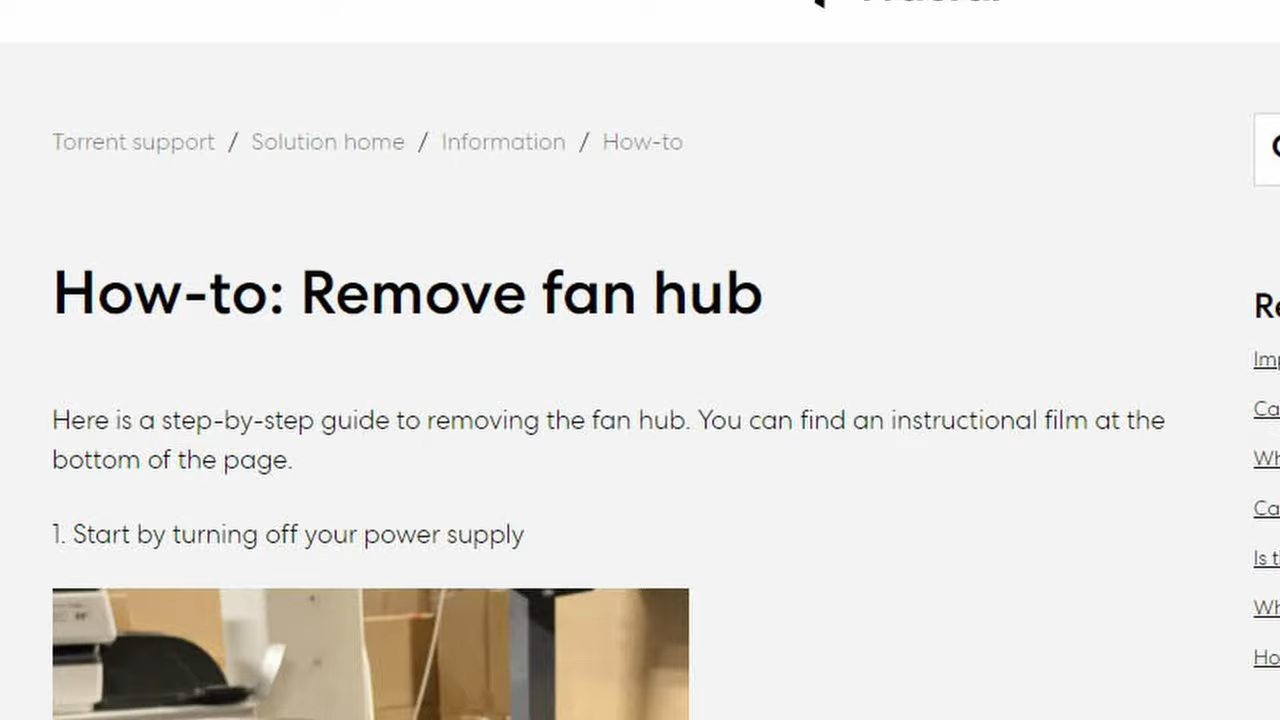 Torrent support / Solution home / Information / How-to
How-to: Remove fan hub
Here is a step-by-step guide to removing the fan hub. You can find an instructional film at the
bottom of the page.
1. Start by turning off your power supply